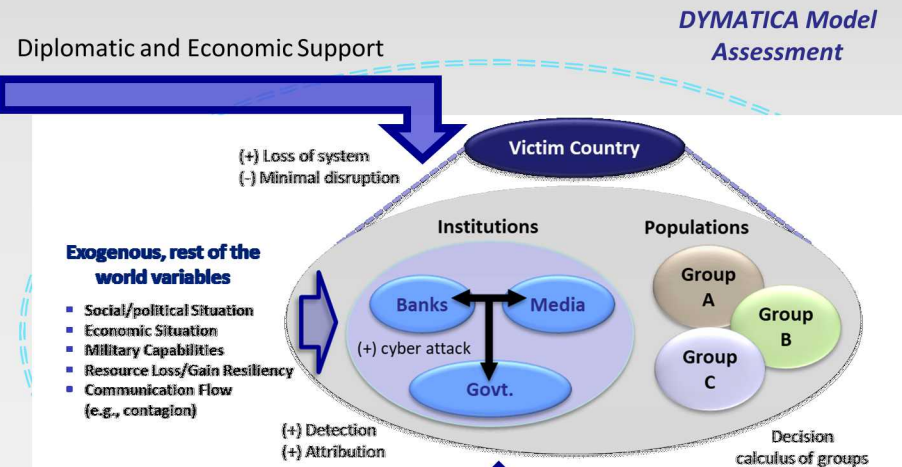 DYMATICA Model
Assessment
Diplomatic and Economic Support
(+) Loss of system
(-) Minimal disruption
Victim Country
Institutions
Populations
Exogenous, rest of the
world variables
▪ Social/political Situation
▪ Economic Situation
▪ Military Capabilities
▪ Resource Loss/Gain Resiliency
▪ Communication Flow
(e.g., contagion)
Banks
Media
(+) cyber attack
Govt.
Group
A
Group
B
Group
C
(+) Detection
(+) Attribution
Decision
calculus of groups